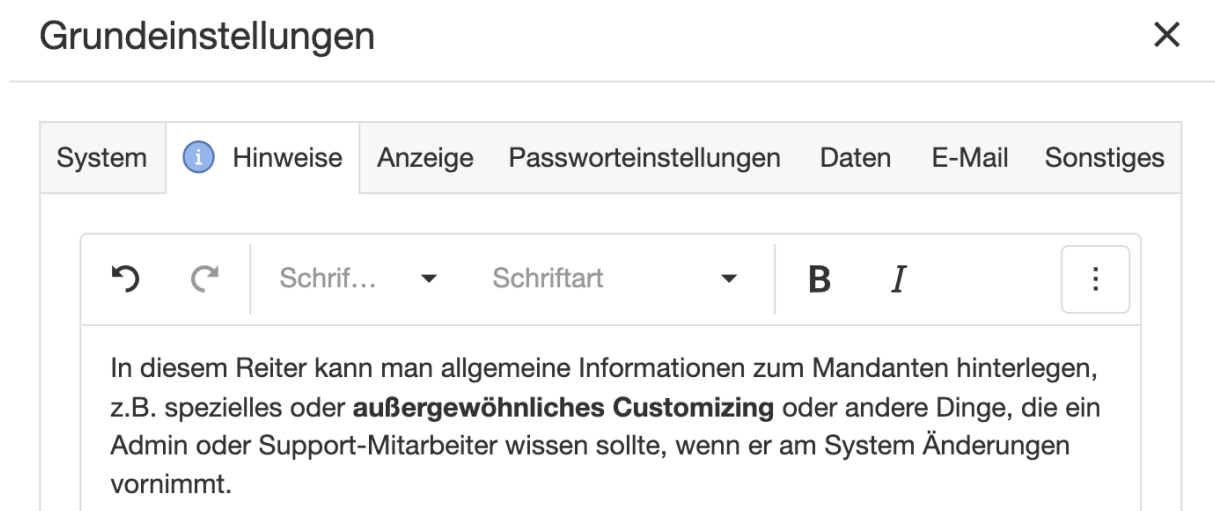 Grundeinstellungen
System Hinweise Anzeige Passworteinstellungen Daten E-Mail Sonstiges
Schrif... Schriftart B I
In diesem Reiter kann man allgemeine Informationen zum Mandanten hinterlegen,
z.B. spezielles oder außergewöhnliches Customizing oder andere Dinge, die ein
Admin oder Support-Mitarbeiter wissen sollte, wenn er am System Änderungen
vornimmt.